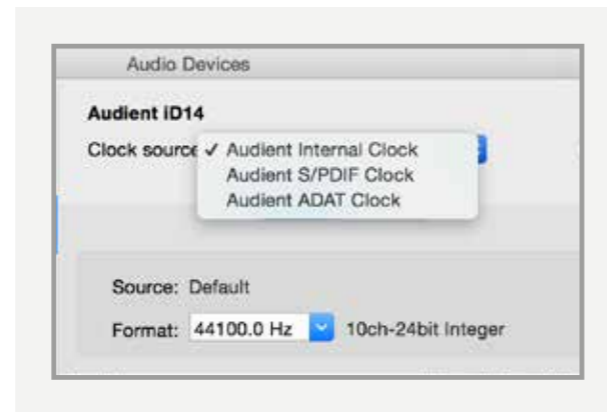 Audio Devices
Audient iD14
Clock source ✓ Audient Internal Clock
Audient S/PDIF Clock
Audient ADAT Clock
Source: Default
Format: 44100.0 Hz 10ch-24bit Integer